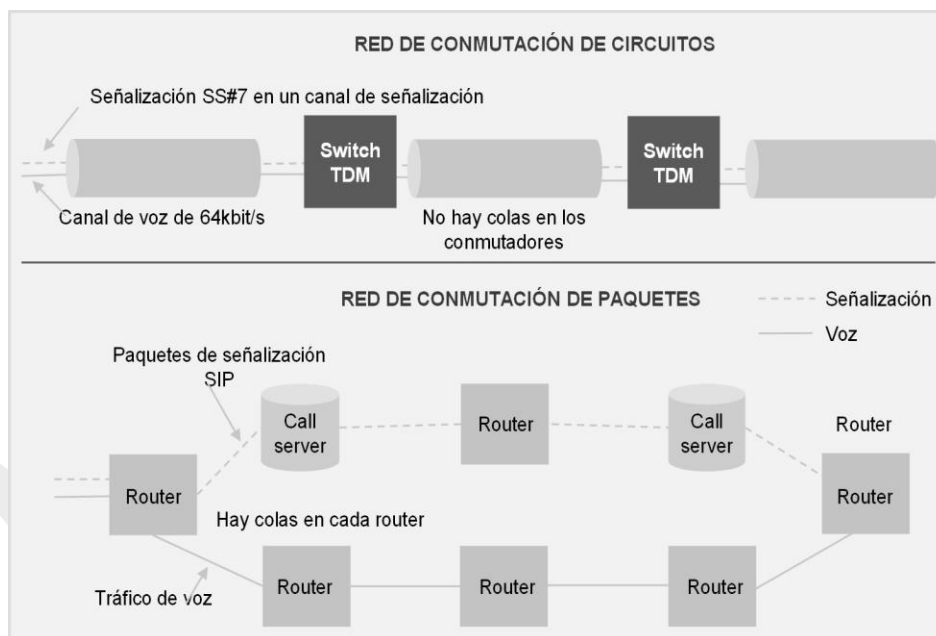 RED DE CONMUTACIÓN DE CIRCUITOS
Señalización SS#7 en un canal de señalización
Switch
TDM
Switch
TDM
Canal de voz de 64kbit/s
No hay colas en los
conmutadores
RED DE CONMUTACIÓN DE PAQUETES
Señalización
Voz
Paquetes de señalización
SIP
Call
server
Router
Call
server
Router
Router
Router
Hay colas en cada router
Tráfico de voz
Router
Router
Router